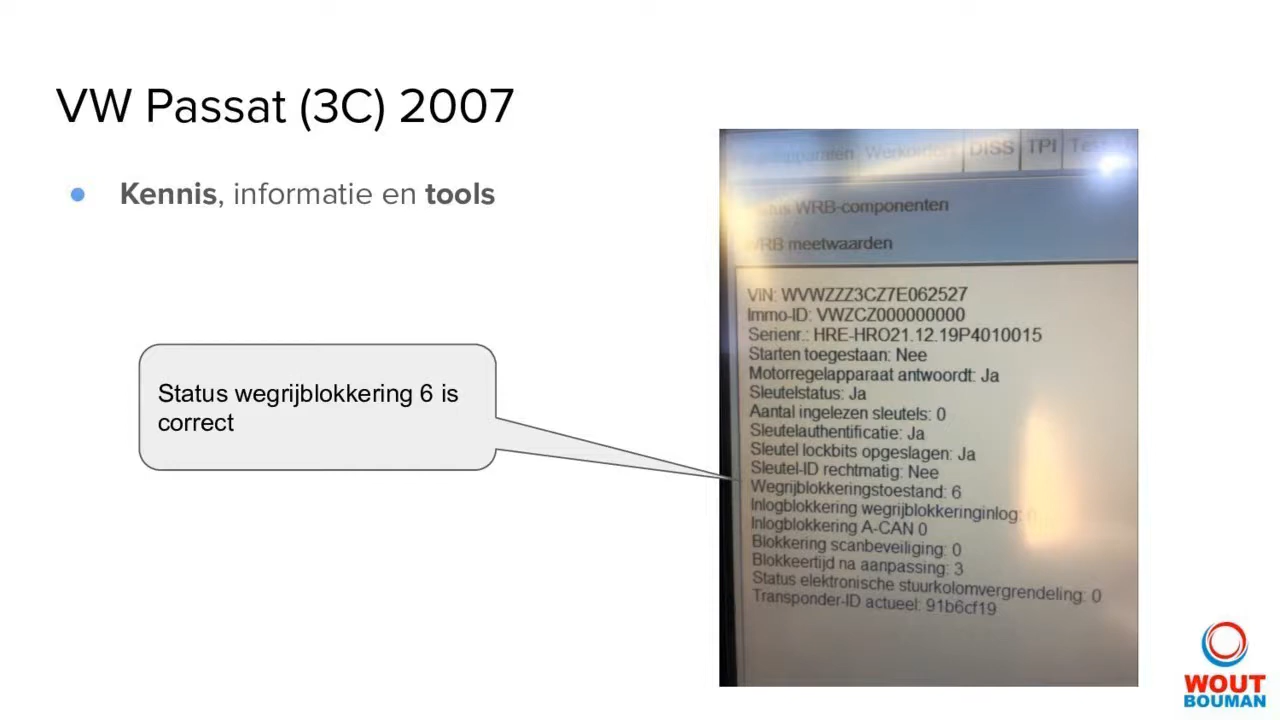 VW Passat (3C) 2007
Kennis, informatie en tools
Status wegrijblokkering 6 is
correct
apparaten Werkorder DISS TPI
WRB-componenten
WRB meetwaarden
VIN: WVWZZZ3CZ7E062527
Immo-ID: VWZCZ000000000
Serienr.: HRE-HRO21.12.19P4010015
Starten toegestaan: Nee
Motorregelapparaat antwoordt: Ja
Sleutelstatus: Ja
Aantal ingelezen sleutels: 0
Sleutelauthentificatie: Ja
Sleutel lockbits opgeslagen: Ja
Sleutel-ID rechtmatig: Nee
Wegrijblokkeringstoestand: 6
Inlogblokkering wegrijblokkeringinlog: 0
Inlogblokkering A-CAN 0
Blokkering scanbeveiliging: 0
Blokkeertijd na aanpassing: 3
Status elektronische stuurkolomvergrendeling: 0
Transponder-ID actueel: 91b6cf19
WOUT
BOUMAN